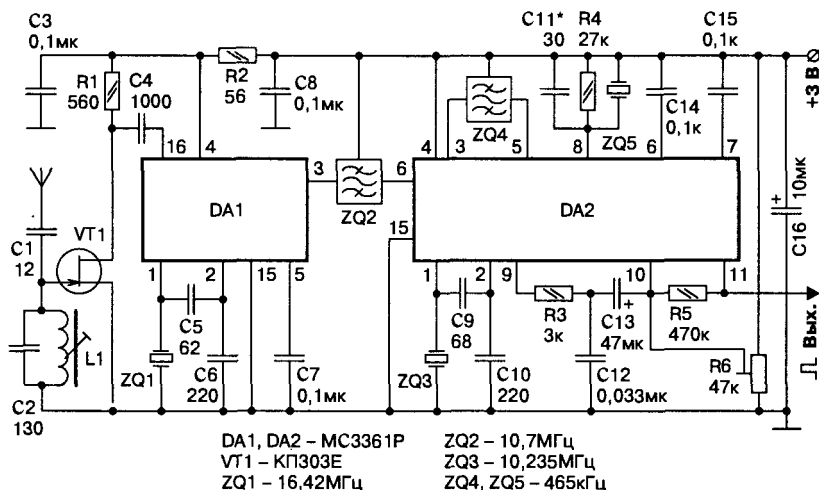 C3
0,1мк
R1
560
C4
1000
R2
56
C8
0,1мк
ZQ4
C11*
30
R4
27к
ZQ5
C15
0,1к
C14
0,1к
+3 В
16
4
3
6
4
3
5
8
6
7
DA1
ZQ2
DA2
10мк
+
C16
C1
12
VT1
15
1
2
15
5
1
2
9
10
11
C5
62
C9
68
R3
3к
C13
47мк
+
R5
470к
Вых.
L1
ZQ1
C6
220
C7
0,1мк
ZQ3
C10
220
C12
0,033мк
R6
47к
C2
130
DA1, DA2 – МС3361Р
VT1 – КП303Е
ZQ1 – 16,42МГц
ZQ2 – 10,7МГц
ZQ3 – 10,235МГц
ZQ4, ZQ5 – 465кГц